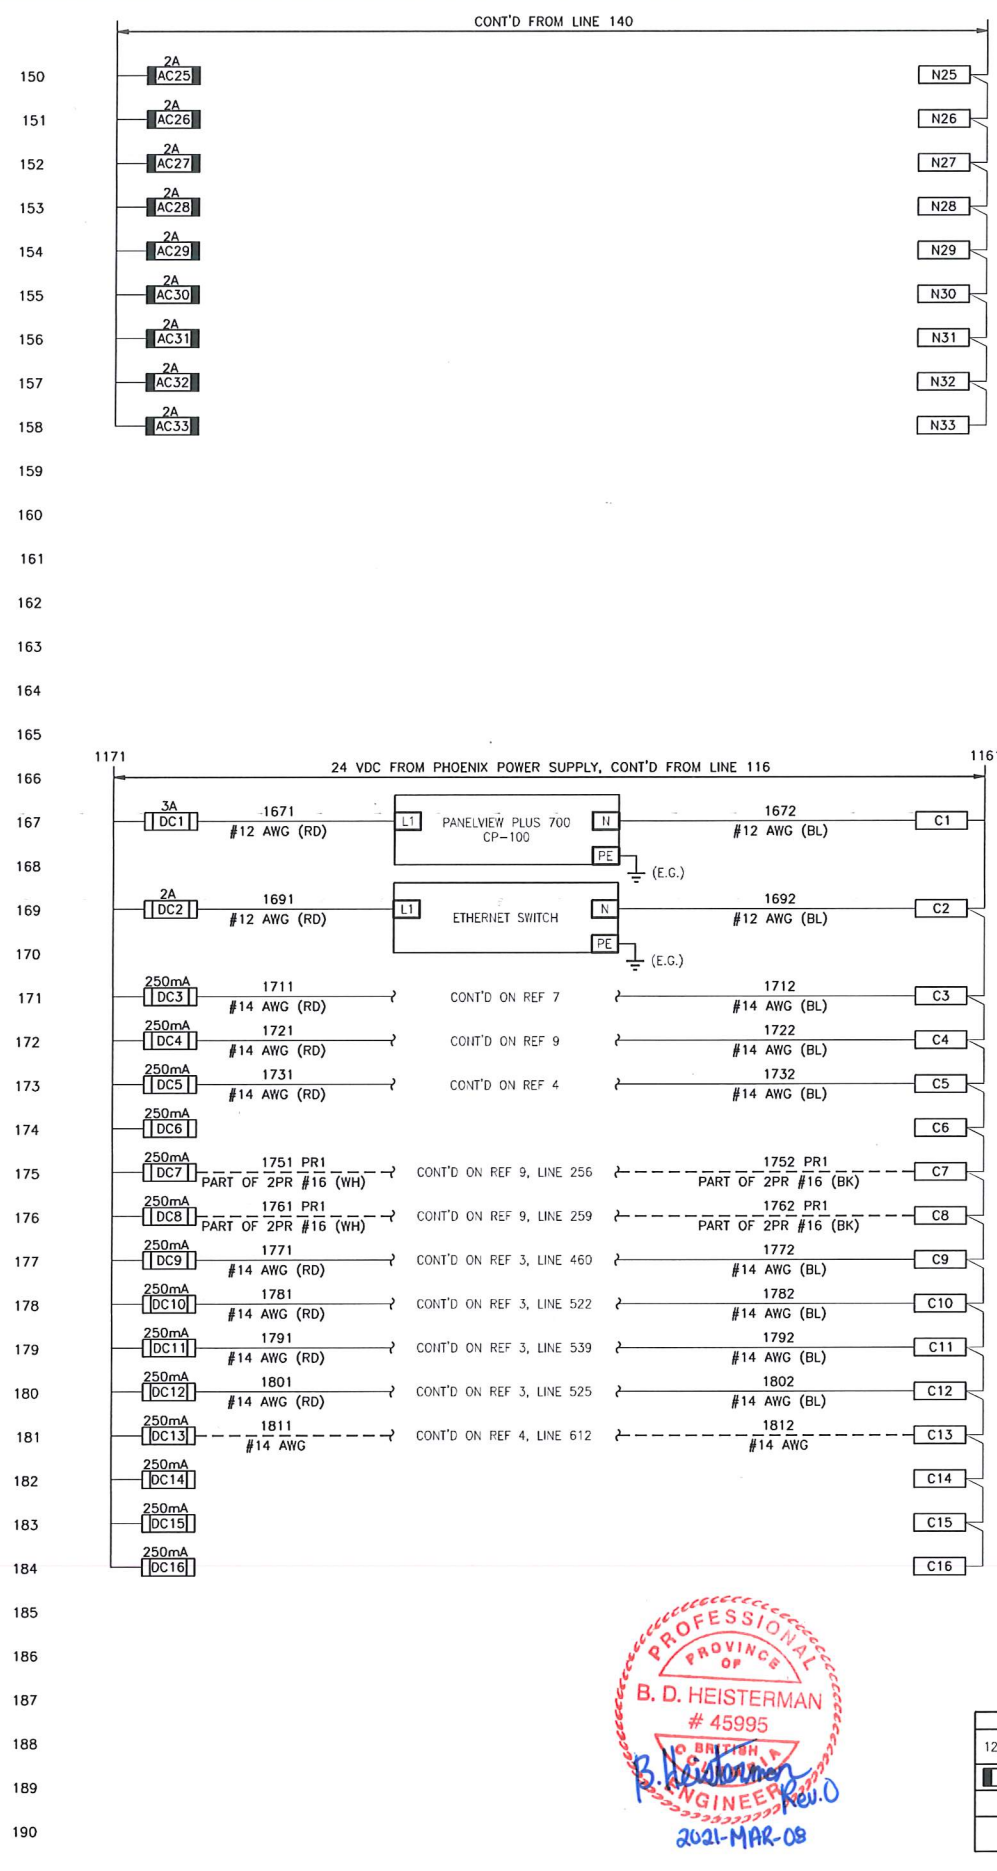 CONT'D FROM LINE 140
150 2A AC25 N25
151 2A AC26 N26
152 2A AC27 N27
153 2A AC28 N28
154 2A AC29 N29
155 2A AC30 N30
156 2A AC31 N31
157 2A AC32 N32
158 2A AC33 N33
159
160
161
162
163
164
165
1171 1161
166 24 VDC FROM PHOENIX POWER SUPPLY, CONT'D FROM LINE 116
3A 1671 1672
167 DC1 L1 PANELVIEW PLUS 700 N C1
#12 AWG (RD) CP-100 #12 AWG (BL)
168 PE (E.G.)
2A 1691 1692
169 DC2 L1 ETHERNET SWITCH N C2
#12 AWG (RD) #12 AWG (BL)
170 PE (E.G.)
250mA 1711 1712
171 DC3 CONT'D ON REF 7 C3
#14 AWG (RD) #14 AWG (BL)
250mA 1721 1722
172 DC4 CONT'D ON REF 9 C4
#14 AWG (RD) #14 AWG (BL)
250mA 1731 1732
173 DC5 CONT'D ON REF 4 C5
#14 AWG (RD) #14 AWG (BL)
250mA
174 DC6 C6
250mA 1751 PR1 1752 PR1
175 DC7 CONT'D ON REF 9, LINE 256 C7
PART OF 2PR #16 (WH) PART OF 2PR #16 (BK)
250mA 1761 PR1 1762 PR1
176 DC8 CONT'D ON REF 9, LINE 259 C8
PART OF 2PR #16 (WH) PART OF 2PR #16 (BK)
250mA 1771 1772
177 DC9 CONT'D ON REF 3, LINE 460 C9
#14 AWG (RD) #14 AWG (BL)
250mA 1781 1782
178 DC10 CONT'D ON REF 3, LINE 522 C10
#14 AWG (RD) #14 AWG (BL)
250mA 1791 1792
179 DC11 CONT'D ON REF 3, LINE 539 C11
#14 AWG (RD) #14 AWG (BL)
250mA 1801 1802
180 DC12 CONT'D ON REF 3, LINE 525 C12
#14 AWG (RD) #14 AWG (BL)
250mA 1811 1812
181 DC13 CONT'D ON REF 4, LINE 612 C13
#14 AWG #14 AWG
250mA
182 DC14 C14
250mA
183 DC15 C15
250mA
184 DC16 C16
185
186
187
188
189
190
PROFESSIONAL
PROVINCE
OF
B. D. HEISTERMAN
# 45995
BRITISH
COLUMBIA
ENGINEER
B. Heisterman
Rev.0
2021-MAR-08
12